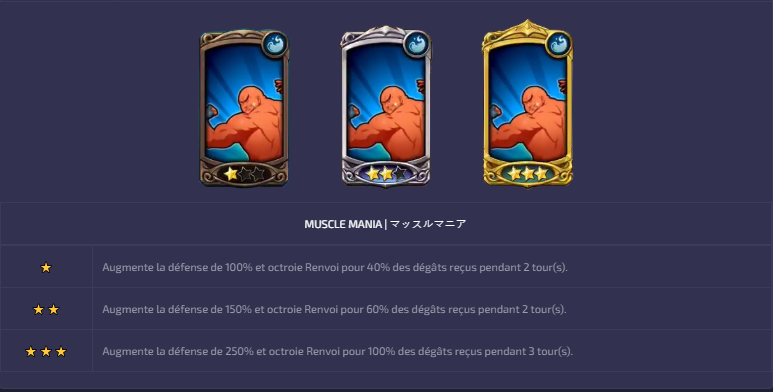 MUSCLE MANIA | マッスルマニア
Augmente la défense de 100% et octroie Renvoi pour 40% des dégâts reçus pendant 2 tour(s).
Augmente la défense de 150% et octroie Renvoi pour 60% des dégâts reçus pendant 2 tour(s).
Augmente la défense de 250% et octroie Renvoi pour 100% des dégâts reçus pendant 3 tour(s).